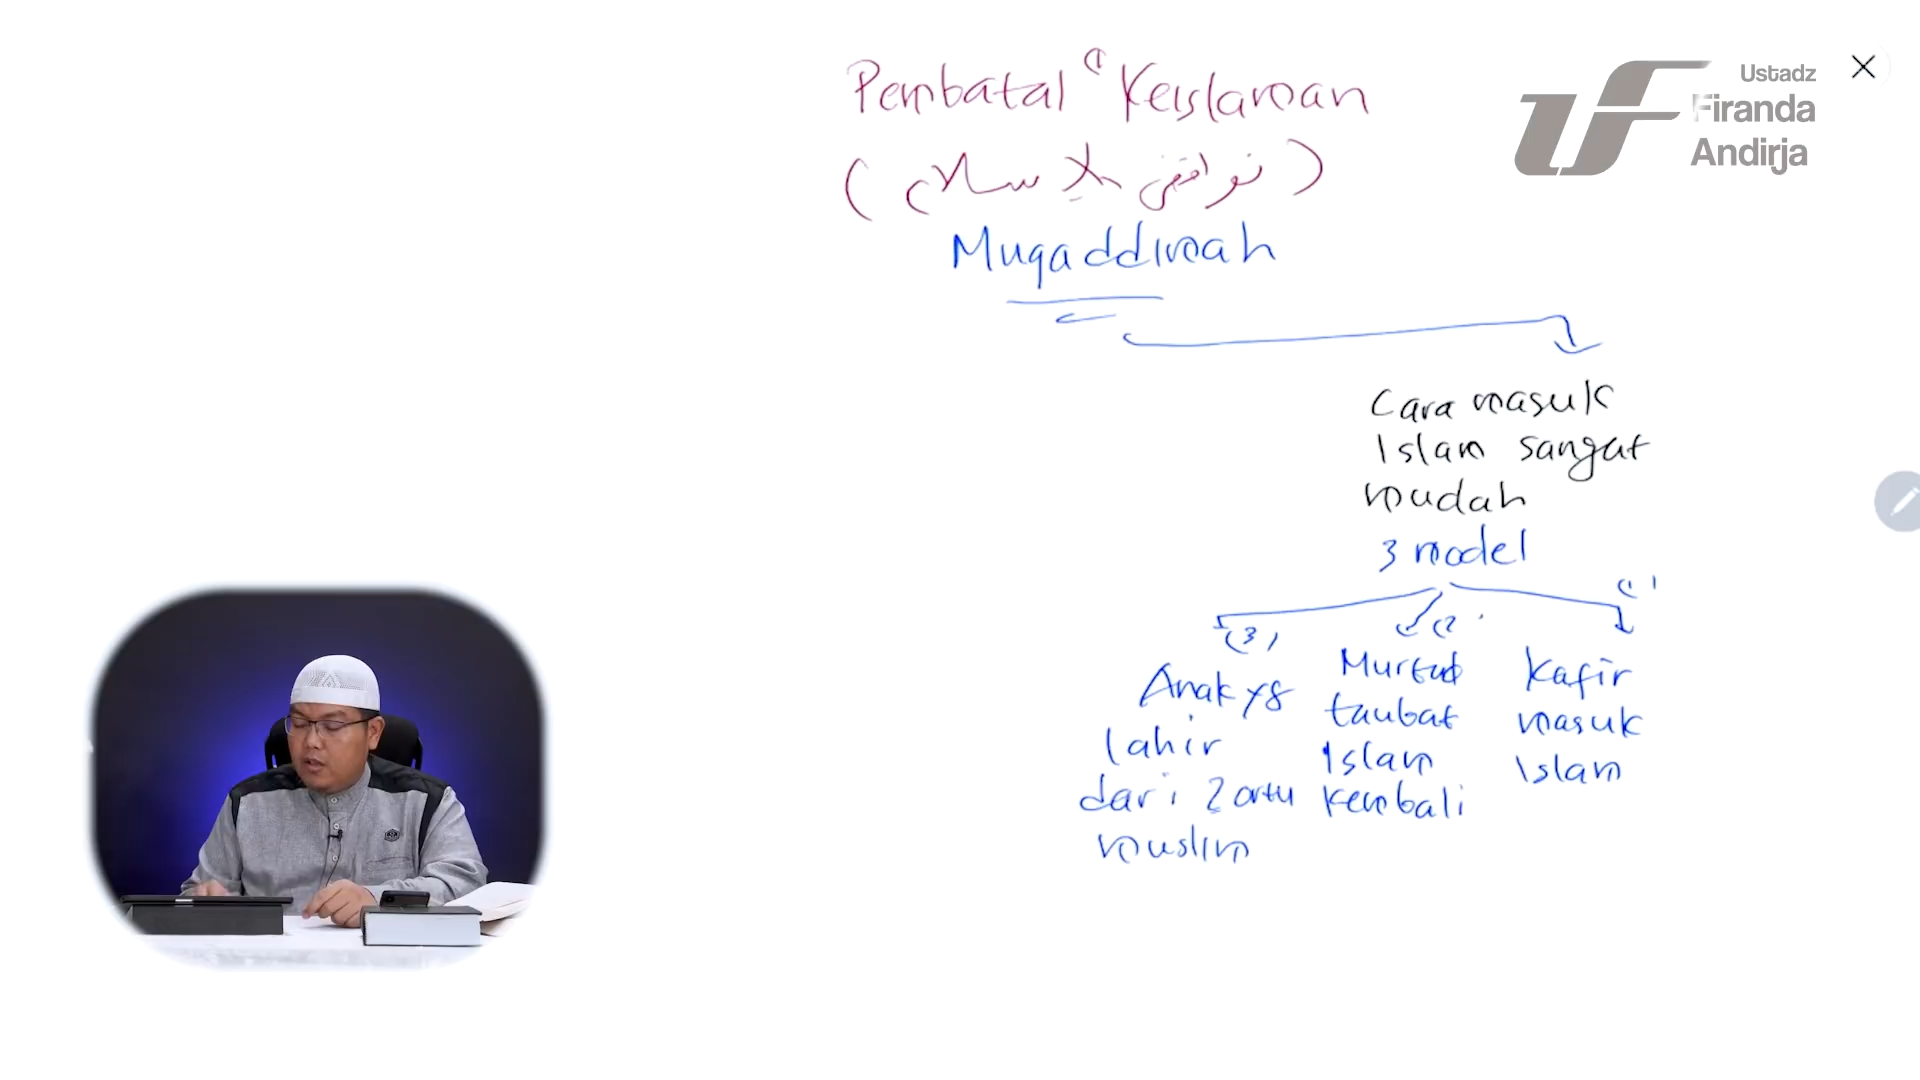 Pembatal Keislaman
(نواقض الإسلام)
Muqaddimah
Cara masuk
Islam sangat
mudah
3 model
(1)
Kafir
masuk
Islam
(2)
Murtad
taubat
Islam
kembali
(3)
Anak yg
lahir
dari 2 ortu
muslim
Ustadz
Firanda
Andirja